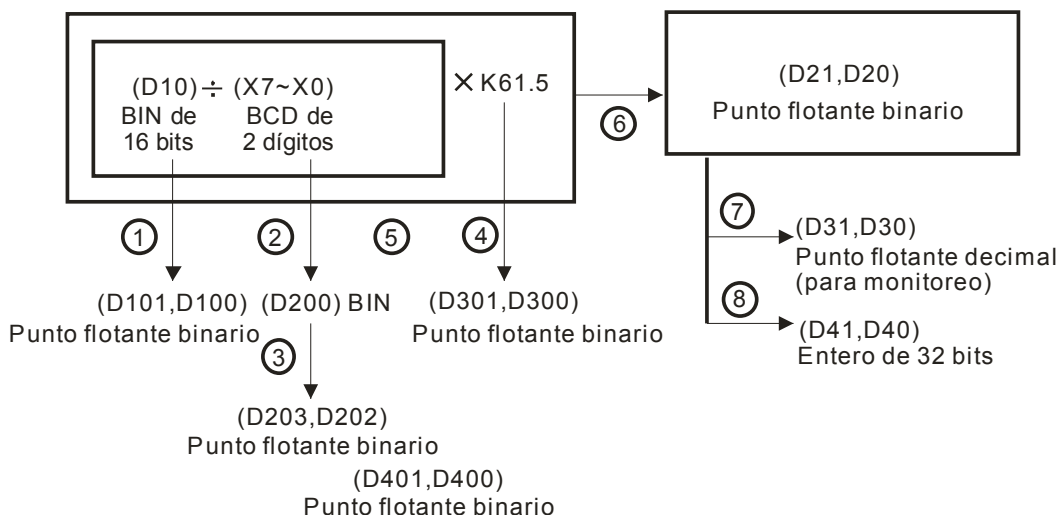 (D10) ÷ (X7~X0)
BIN de
16 bits
BCD de
2 dígitos
×K61.5
6
(D21,D20)
Punto flotante binario
1
2
5
4
7
(D31,D30)
Punto flotante decimal
(para monitoreo)
8
(D41,D40)
Entero de 32 bits
(D101,D100)
Punto flotante binario
(D200) BIN
(D301,D300)
Punto flotante binario
3
(D203,D202)
Punto flotante binario
(D401,D400)
Punto flotante binario